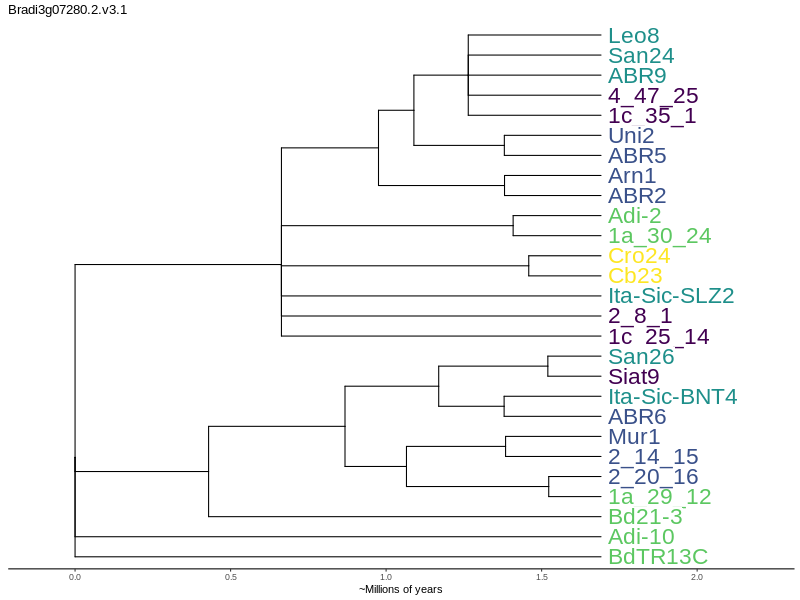 Bradi3g07280.2.v3.1
Leo8
San24
ABR9
4_47_25
1c_35_1
Uni2
ABR5
Arn1
ABR2
Adi-2
1a_30_24
Cro24
Cb23
Ita-Sic-SLZ2
2_8_1
1c_25_14
San26
Siat9
Ita-Sic-BNT4
ABR6
Mur1
2_14_15
2_20_16
1a_29_12
Bd21-3
Adi-10
BdTR13C
0.0 0.5 1.0 1.5 2.0
~Millions of years